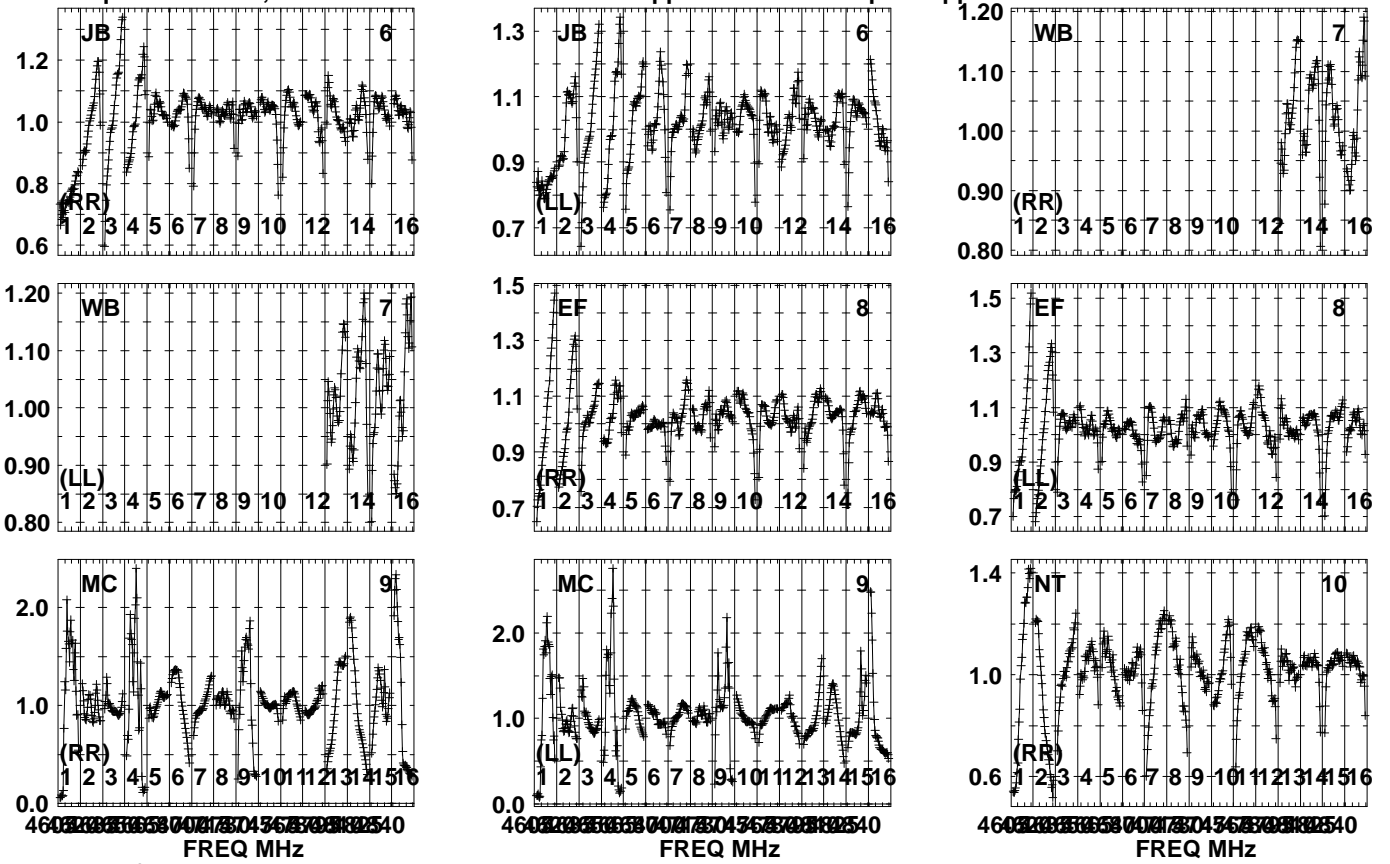 JB 6
1.2
1.0
0.8
0.6
(RR)
1 2 3 4 5 6 7 8 9 10 12 14 16
JB 6
1.3
1.1
0.9
0.7
(LL)
1 2 3 4 5 6 7 8 9 10 12 14 16
WB 7
1.20
1.10
1.00
0.90
0.80
(RR)
1 2 3 4 5 6 7 8 9 10 12 14 16
WB 7
1.20
1.10
1.00
0.90
0.80
(LL)
1 2 3 4 5 6 7 8 9 10 12 14 16
EF 8
1.5
1.3
1.1
0.9
0.7
(RR)
1 2 3 4 5 6 7 8 9 10 12 14 16
EF 8
1.5
1.3
1.1
0.9
0.7
(LL)
1 2 3 4 5 6 7 8 9 10 12 14 16
MC 9
2.0
1.0
0.0
(RR)
1 2 3 4 5 6 7 8 9 10 11 12 13 14 15 16
FREQ MHz
MC 9
2.0
1.0
0.0
(LL)
1 2 3 4 5 6 7 8 9 10 11 12 13 14 15 16
FREQ MHz
NT 10
1.4
1.0
0.6
(RR)
1 2 3 4 5 6 7 8 9 10 11 12 13 14 15 16
FREQ MHz